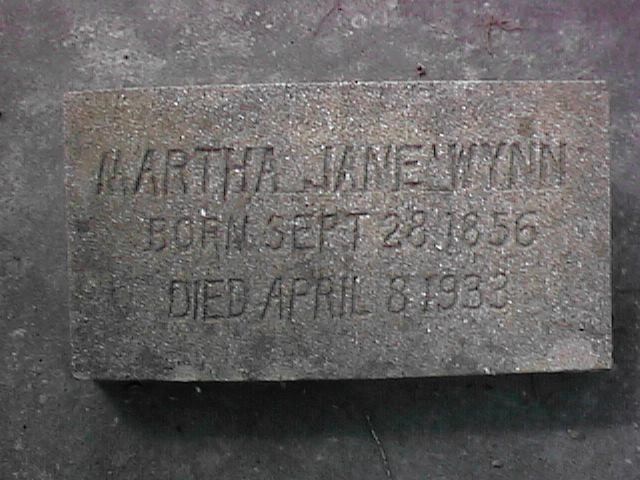 MARTHA JANE WYNN
BORN SEPT 28 1856
DIED APRIL 8 1933